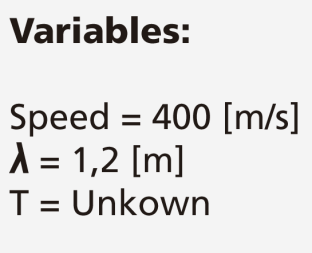 Variables:
Speed = 400 [m/s]
λ = 1,2 [m]
T = Unkown